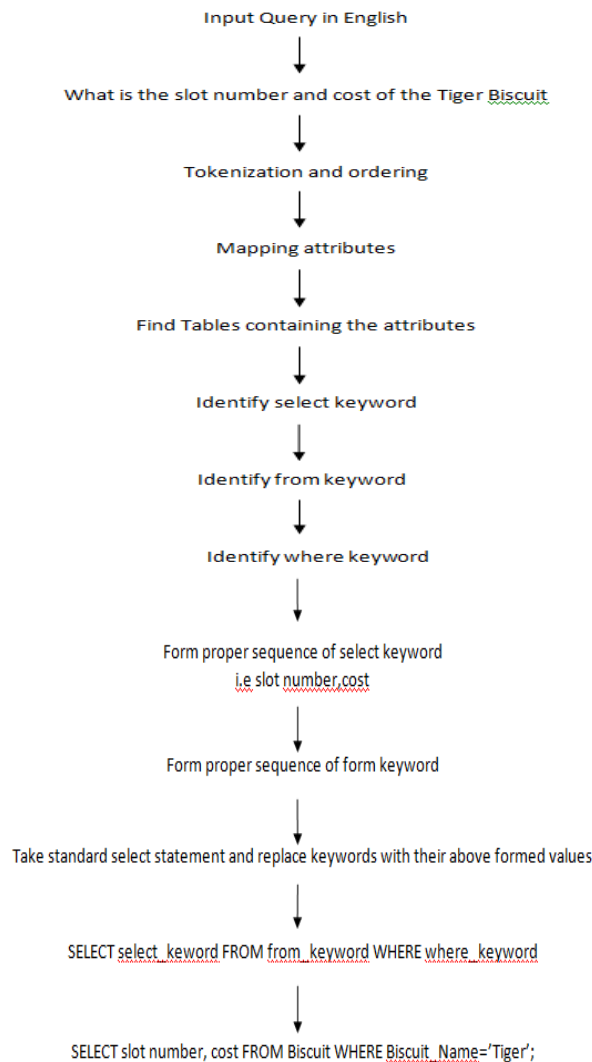 Input Query in English
What is the slot number and cost of the Tiger Biscuit
Tokenization and ordering
Mapping attributes
Find Tables containing the attributes
Identify select keyword
Identify from keyword
Identify where keyword
Form proper sequence of select keyword
i.e slot number,cost
Form proper sequence of form keyword
Take standard select statement and replace keywords with their above formed values
SELECT select_keword FROM from_keyword WHERE where_keyword
SELECT slot number, cost FROM Biscuit WHERE Biscuit_Name=’Tiger’;